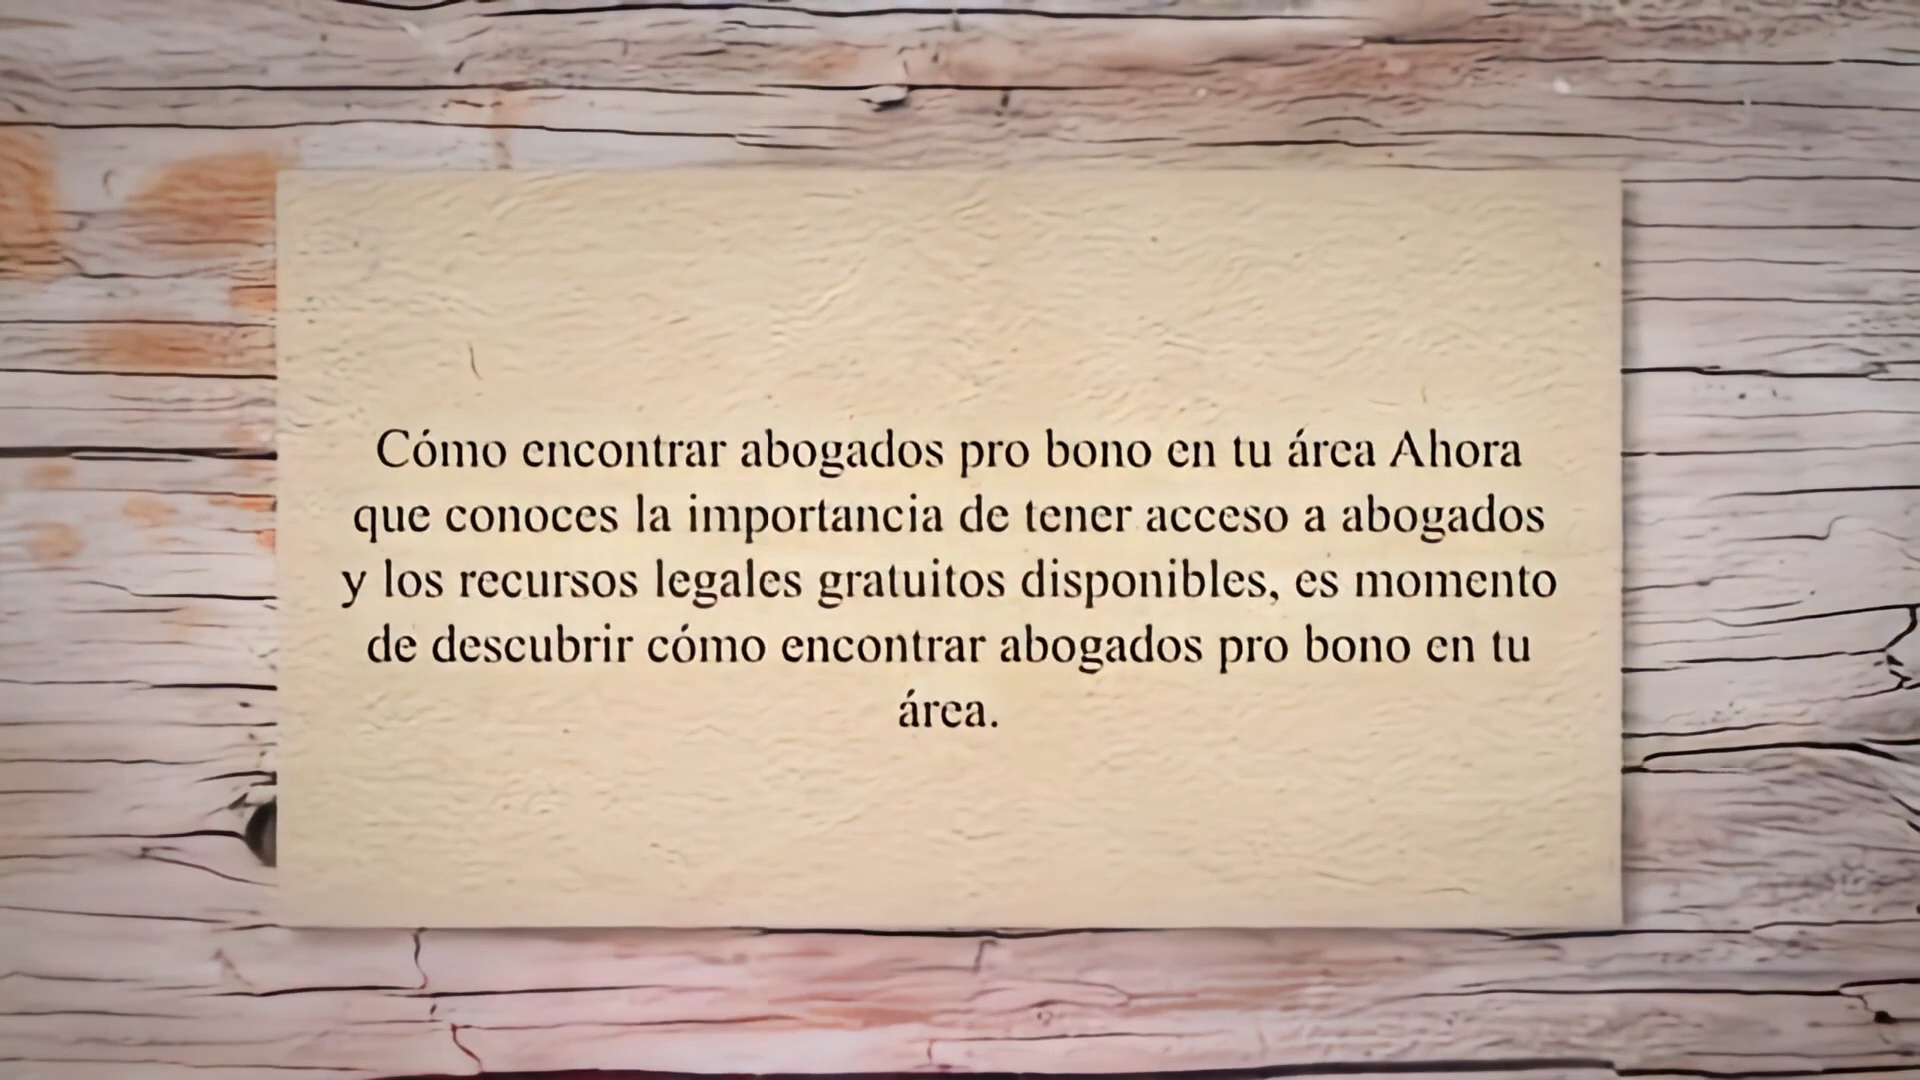 Cómo encontrar abogados pro bono en tu área Ahora
que conoces la importancia de tener acceso a abogados
y los recursos legales gratuitos disponibles, es momento
de descubrir cómo encontrar abogados pro bono en tu
área.